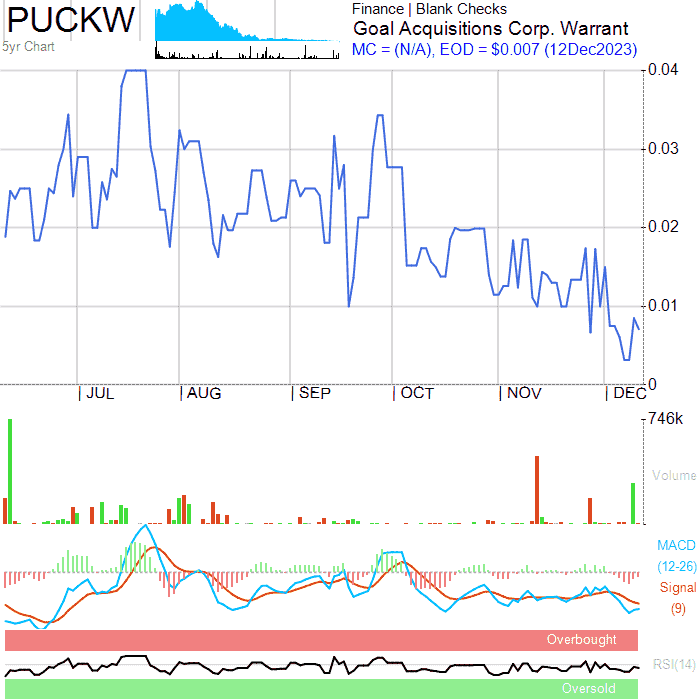 PUCKW
5yr Chart
Finance | Blank Checks
Goal Acquisitions Corp. Warrant
MC = (N/A), EOD = $0.007 (12Dec2023)
0.04
0.03
0.02
0.01
0
JUL
AUG
SEP
OCT
NOV
DEC
746k
Volume
MACD
(12-26)
Signal
(9)
Overbought
RSI(14)
Oversold